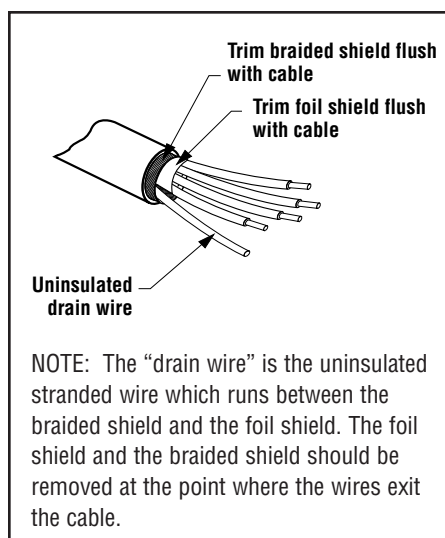 Trim braided shield flush
with cable
Trim foil shield flush
with cable
Uninsulated
drain wire
NOTE:  The “drain wire” is the uninsulated
stranded wire which runs between the
braided shield and the foil shield. The foil
shield and the braided shield should be
removed at the point where the wires exit
the cable.